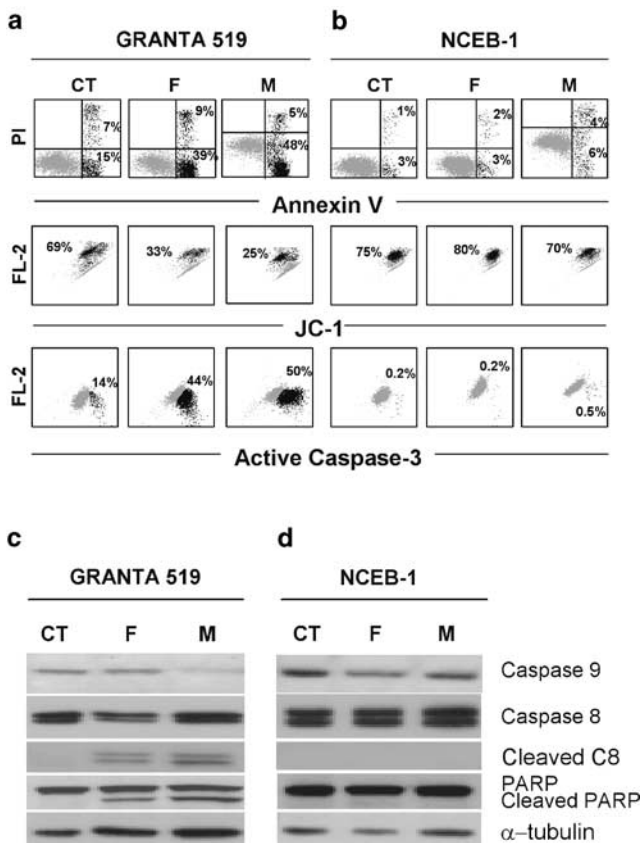 a b
GRANTA 519 NCEB-1
CT F M CT F M
PI
7% 9% 5% 1% 2% 4%
15% 39% 48% 3% 3% 6%
Annexin V
FL-2
69% 33% 25% 75% 80% 70%
JC-1
FL-2
14% 44% 50% 0.2% 0.2% 0.5%
Active Caspase-3
c d
GRANTA 519 NCEB-1
CT F M CT F M
Caspase 9
Caspase 8
Cleaved C8
PARP
Cleaved PARP
α-tubulin